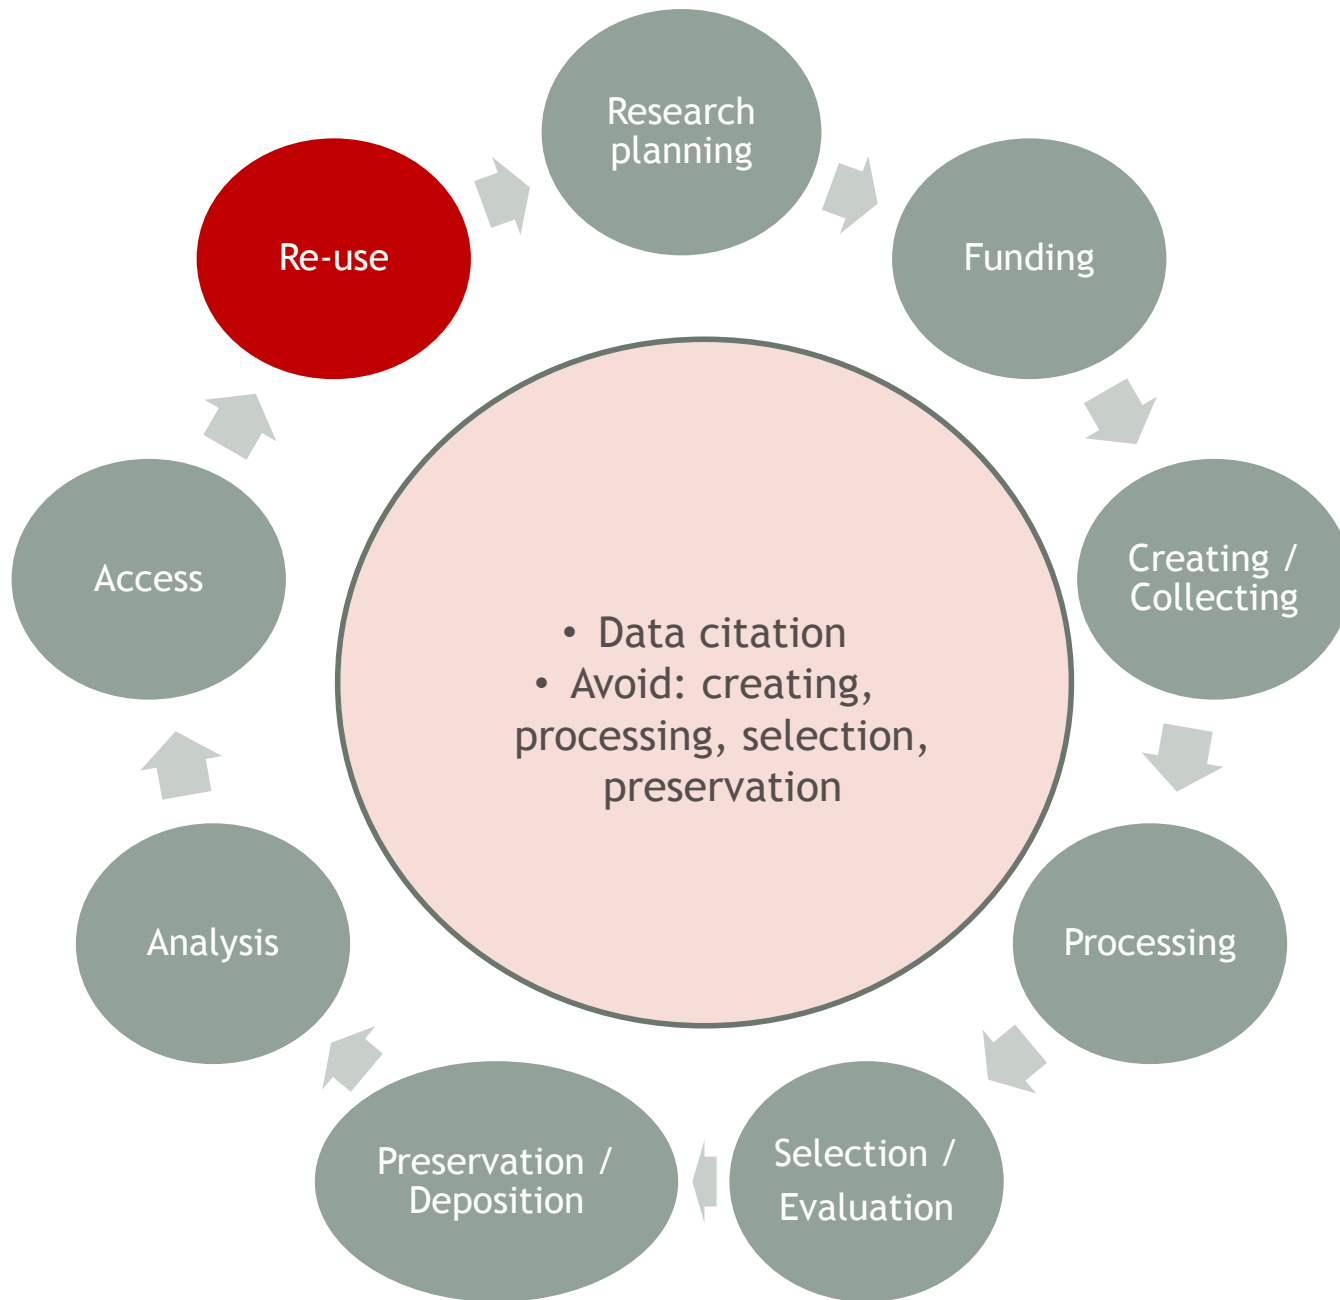 Research
planning
Funding
Creating /
Collecting
Processing
Selection /
Evaluation
Preservation /
Deposition
Analysis
Access
Re-use
• Data citation
• Avoid: creating,
processing, selection,
preservation